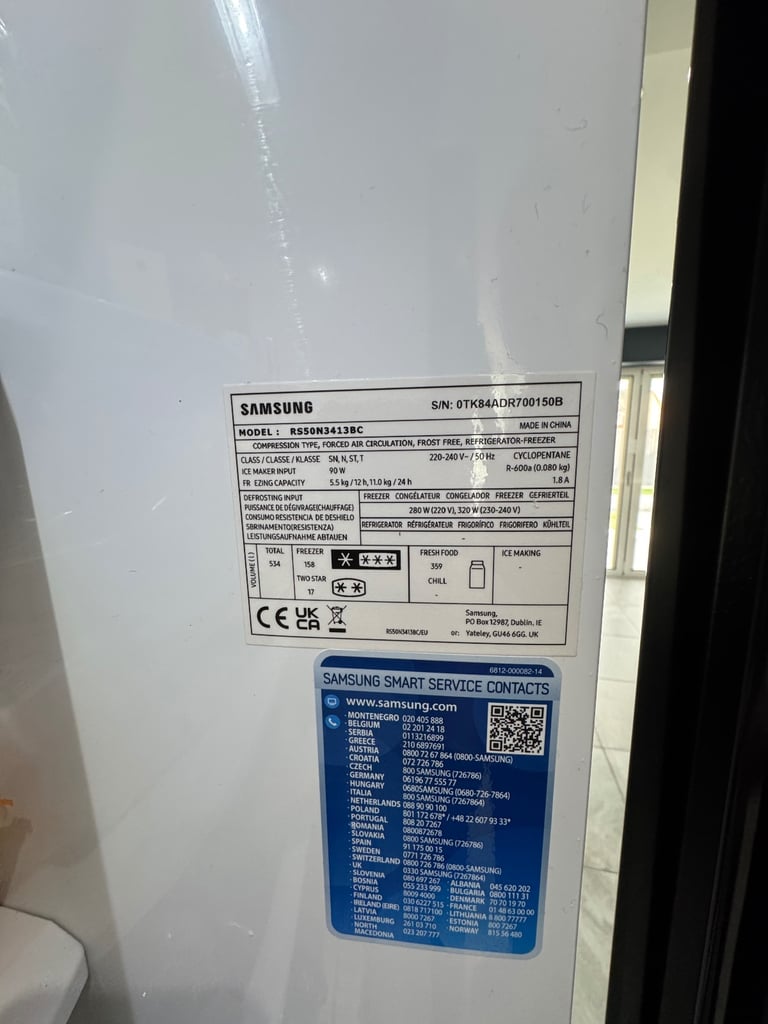 SAMSUNG S/N: 0TK84ADR700150B
MODEL : RS50N3413BC MADE IN CHINA
COMPRESSION TYPE, FORCED AIR CIRCULATION, FROST FREE, REFRIGERATOR-FREEZER
CLASS / CLASSE / KLASSE SN, N, ST, T 220-240 V~ / 50 Hz CYCLOPENTANE
ICE MAKER INPUT 90 W R-600a (0.080 kg)
FR EZING CAPACITY 5.5 kg / 12 h, 11.0 kg / 24 h 1.8 A
DEFROSTING INPUT
PUISSANCE DE DÉGIVRAGE(CHAUFFAGE)
CONSUMO RESISTENCIA DE DESHIELO
SBRINAMENTO(RESISTENZA)
LEISTUNGSAUFNAHME ABTAUEN
FREEZER CONGÉLATEUR CONGELADOR FREEZER GEFRIERTEIL
280 W (220 V), 320 W (230-240 V)
REFRIGERATOR RÉFRIGÉRATEUR FRIGORÍFICO FRIGORIFERO KÜHLTEIL
-
VOLUME ( l )
TOTAL
534
FREEZER
158
TWO STAR
17
FRESH FOOD
359
CHILL
-
ICE MAKING
-
CE UK CA
RS50N3413BC/EU
Samsung,
PO Box 12987, Dublin. IE
or: Yateley, GU46 6GG. UK
6812-000082-14
SAMSUNG SMART SERVICE CONTACTS
www.samsung.com
· MONTENEGRO 020 405 888
· BELGIUM 02 201 24 18
· SERBIA 0113216899
· GREECE 210 6897691
· AUSTRIA 0800 72 67 864 (0800-SAMSUNG)
· CROATIA 072 726 786
· CZECH 800 SAMSUNG (726786)
· GERMANY 06196 77 555 77
· HUNGARY 0680SAMSUNG (0680-726-7864)
· ITALIA 800 SAMSUNG (7267864)
· NETHERLANDS 088 90 90 100
· POLAND 801 172 678* / +48 22 607 93 33*
· PORTUGAL 808 20 7267
· ROMANIA 0800872678
· SLOVAKIA 0800 SAMSUNG (726786)
· SPAIN 91 175 00 15
· SWEDEN 0771 726 786
· SWITZERLAND 0800 726 786 (0800-SAMSUNG)
· UK 0330 SAMSUNG (7267864)
· SLOVENIA 080 697 267
· BOSNIA 055 233 999
· CYPRUS 8009 4000
· FINLAND 030 6227 515
· IRELAND (EIRE) 0818 717100
· LATVIA 8000 7267
· LUXEMBURG 261 03 710
· NORTH MACEDONIA 023 207 777
· ALBANIA 045 620 202
· BULGARIA 0800 111 31
· DENMARK 70 70 19 70
· FRANCE 01 48 63 00 00
· LITHUANIA 8 800 77777
· ESTONIA 800 7267
· NORWAY 815 56 480